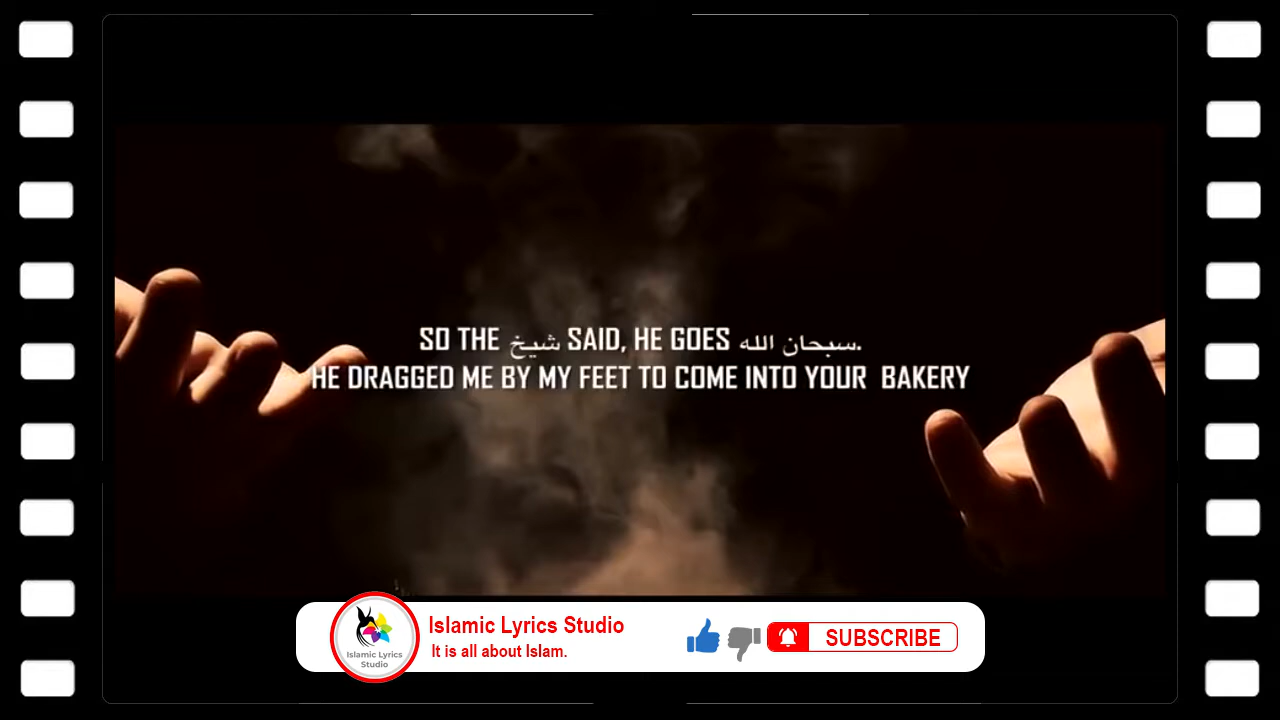 SO THE شيخ SAID, HE GOES سبحان الله.
HE DRAGGED ME BY MY FEET TO COME INTO YOUR BAKERY
Islamic Lyrics Studio
It is all about Islam.
SUBSCRIBE
Islamic Lyrics
Studio